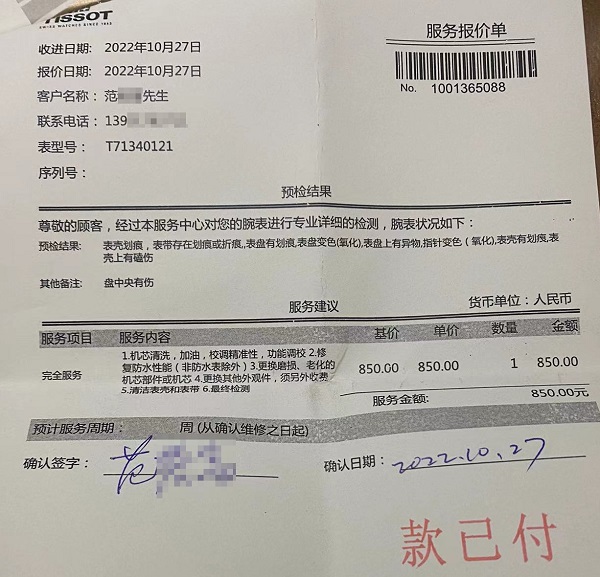 TISSOT
SWISS WATCHES SINCE 1853
服务报价单
收进日期: 2022年10月27日
报价日期: 2022年10月27日
No. 1001365088
客户名称: 范 先生
联系电话: 139
表型号: T71340121
序列号:
预检结果
尊敬的顾客，经过本服务中心对您的腕表进行专业详细的检测，腕表状况如下：
预检结果: 表壳划痕，表带存在划痕或折痕,,表盘有划痕,表盘变色(氧化),表盘上有异物,指针变色（氧化),表壳有划痕,表
壳上有磕伤
其他备注: 盘中央有伤
服务建议 货币单位：人民币
服务项目 服务内容 基价 单价 数量 金额
完全服务 1.机芯清洗，加油，校调精准性，功能调校 2.修
复防水性能（非防水表除外）3.更换磨损、老化的
机芯部件或机芯 4.更换其他外观件，须另外收费
5.清洁表壳和表带 6.最终检测
850.00 850.00 1 850.00
服务金额: 850.00元
预计服务周期: 周 (从确认维修之日起)
确认签字: 范
确认日期: 2022.10.27
款已付